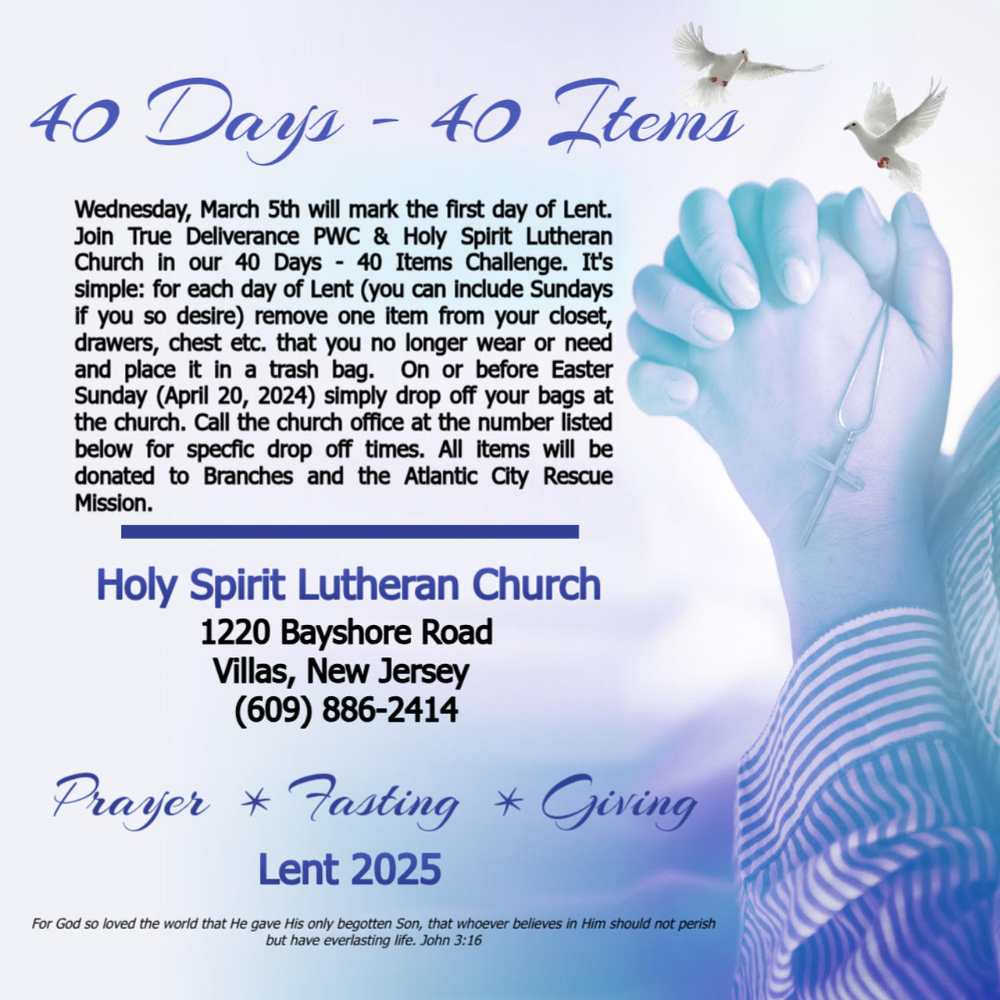 40 Days - 40 Items
Wednesday, March 5th will mark the first day of Lent.
Join True Deliverance PWC & Holy Spirit Lutheran
Church in our 40 Days - 40 Items Challenge. It's
simple: for each day of Lent (you can include Sundays
if you so desire) remove one item from your closet,
drawers, chest etc. that you no longer wear or need
and place it in a trash bag.  On or before Easter
Sunday (April 20, 2024) simply drop off your bags at
the church. Call the church office at the number listed
below for specfic drop off times. All items will be
donated to Branches and the Atlantic City Rescue
Mission.
Holy Spirit Lutheran Church
1220 Bayshore Road
Villas, New Jersey
(609) 886-2414
Prayer * Fasting * Giving
Lent 2025
For God so loved the world that He gave His only begotten Son, that whoever believes in Him should not perish
but have everlasting life. John 3:16